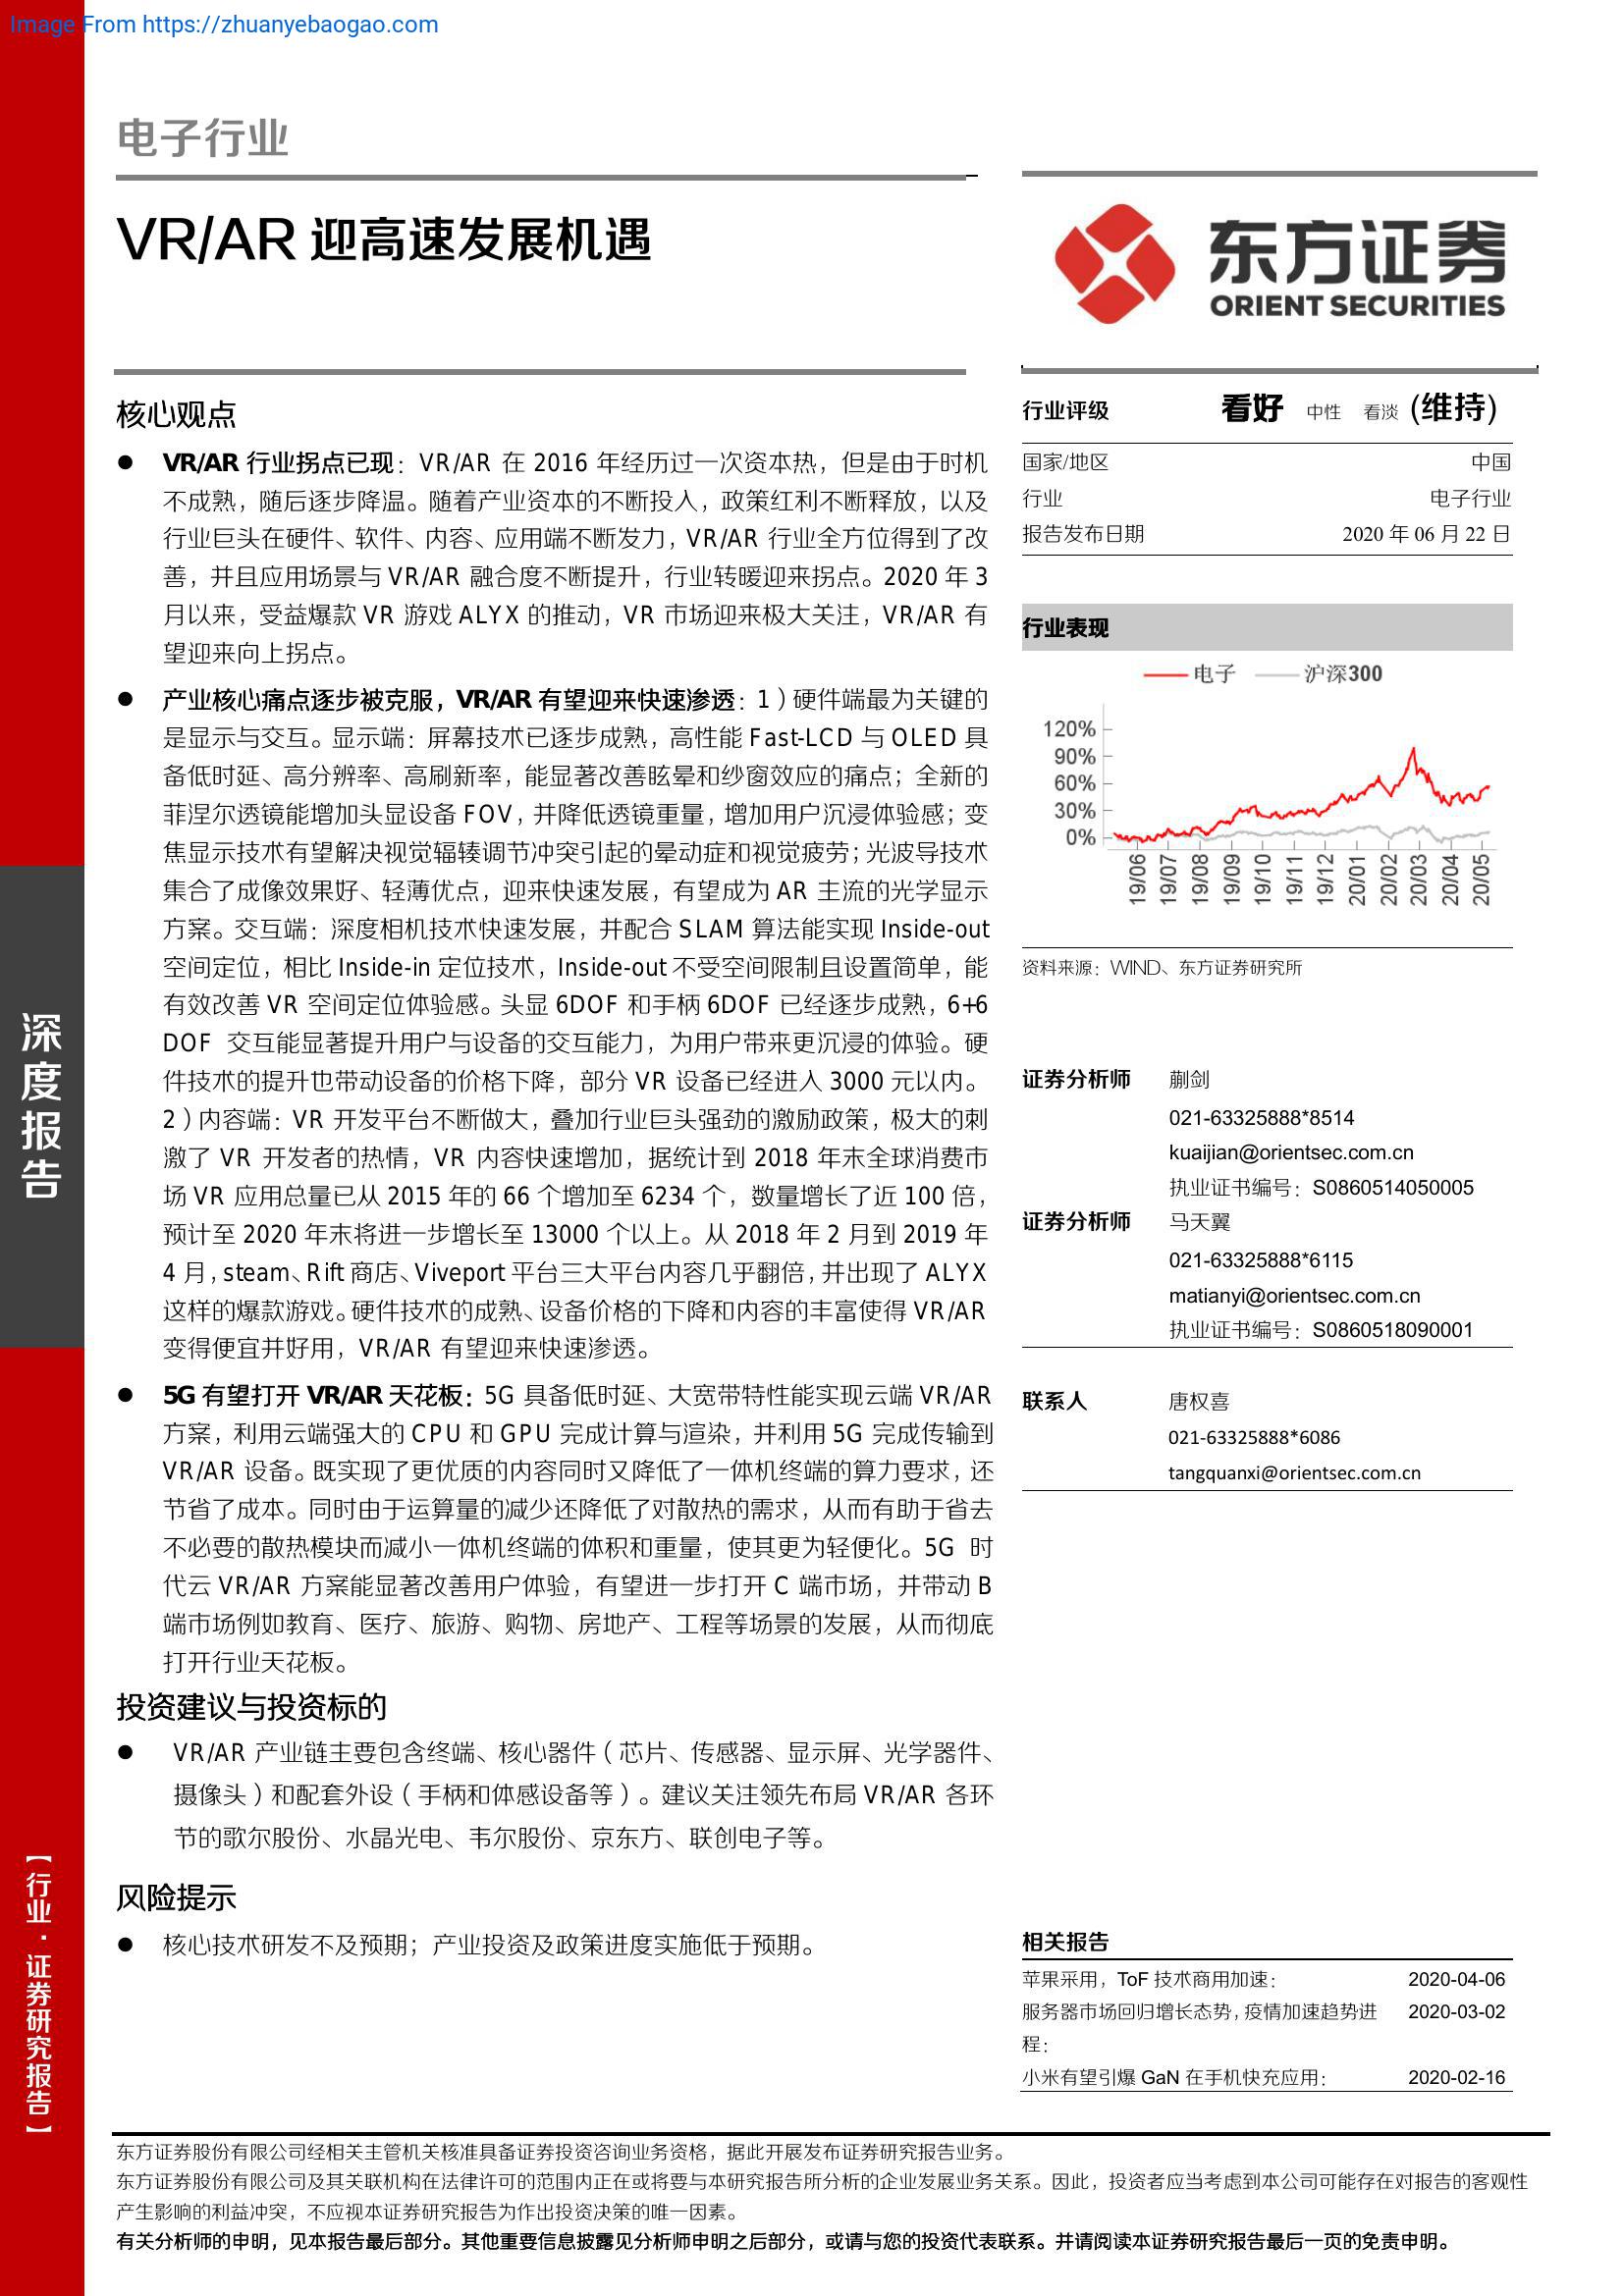 Image From https://zhuanyebaogao.com
电子行业
VR/AR 迎高速发展机遇
东方证券
ORIENT SECURITIES
核心观点
● VR/AR 行业拐点已现：VR/AR 在 2016 年经历过一次资本热，但是由于时机
不成熟，随后逐步降温。随着产业资本的不断投入，政策红利不断释放，以及
行业巨头在硬件、软件、内容、应用端不断发力，VR/AR 行业全方位得到了改
善，并且应用场景与 VR/AR 融合度不断提升，行业转暖迎来拐点。2020 年 3
月以来，受益爆款 VR 游戏 ALYX 的推动，VR 市场迎来极大关注，VR/AR 有
望迎来向上拐点。
● 产业核心痛点逐步被克服，VR/AR 有望迎来快速渗透：1）硬件端最为关键的
是显示与交互。显示端：屏幕技术已逐步成熟，高性能 Fast-LCD 与 OLED 具
备低时延、高分辨率、高刷新率，能显著改善眩晕和纱窗效应的痛点；全新的
菲涅尔透镜能增加头显设备 FOV，并降低透镜重量，增加用户沉浸体验感；变
焦显示技术有望解决视觉辐辏调节冲突引起的晕动症和视觉疲劳；光波导技术
集合了成像效果好、轻薄优点，迎来快速发展，有望成为 AR 主流的光学显示
方案。交互端：深度相机技术快速发展，并配合 SLAM 算法能实现 Inside-out
空间定位，相比 Inside-in 定位技术，Inside-out 不受空间限制且设置简单，能
有效改善 VR 空间定位体验感。头显 6DOF 和手柄 6DOF 已经逐步成熟，6+6
DOF 交互能显著提升用户与设备的交互能力，为用户带来更沉浸的体验。硬
件技术的提升也带动设备的价格下降，部分 VR 设备已经进入 3000 元以内。
2）内容端：VR 开发平台不断做大，叠加行业巨头强劲的激励政策，极大的刺
激了 VR 开发者的热情，VR 内容快速增加，据统计到 2018 年末全球消费市
场 VR 应用总量已从 2015 年的 66 个增加至 6234 个，数量增长了近 100 倍，
预计至 2020 年末将进一步增长至 13000 个以上。从 2018 年 2 月到 2019 年
4 月，steam、Rift 商店、Viveport 平台三大平台内容几乎翻倍，并出现了 ALYX
这样的爆款游戏。硬件技术的成熟、设备价格的下降和内容的丰富使得 VR/AR
变得便宜并好用，VR/AR 有望迎来快速渗透。
● 5G 有望打开 VR/AR 天花板：5G 具备低时延、大宽带特性能实现云端 VR/AR
方案，利用云端强大的 CPU 和 GPU 完成计算与渲染，并利用 5G 完成传输到
VR/AR 设备。既实现了更优质的内容同时又降低了一体机终端的算力要求，还
节省了成本。同时由于运算量的减少还降低了对散热的需求，从而有助于省去
不必要的散热模块而减小一体机终端的体积和重量，使其更为轻便化。5G 时
代云 VR/AR 方案能显著改善用户体验，有望进一步打开 C 端市场，并带动 B
端市场例如教育、医疗、旅游、购物、房地产、工程等场景的发展，从而彻底
打开行业天花板。
投资建议与投资标的
● VR/AR 产业链主要包含终端、核心器件（芯片、传感器、显示屏、光学器件、
摄像头）和配套外设（手柄和体感设备等）。建议关注领先布局 VR/AR 各环
节的歌尔股份、水晶光电、韦尔股份、京东方、联创电子等。
风险提示
● 核心技术研发不及预期；产业投资及政策进度实施低于预期。
行业评级 看好 中性 看淡 (维持)
国家/地区 中国
行业 电子行业
报告发布日期 2020 年 06 月 22 日
行业表现
电子 沪深300
120%
90%
60%
30%
0%
19/06 19/07 19/08 19/09 19/10 19/11 19/12 20/01 20/02 20/03 20/04 20/05
资料来源：WIND、东方证券研究所
证券分析师 蒯剑
021-63325888*8514
kuaijian@orientsec.com.cn
执业证书编号：S0860514050005
证券分析师 马天翼
021-63325888*6115
matianyi@orientsec.com.cn
执业证书编号：S0860518090001
联系人 唐权喜
021-63325888*6086
tangquanxi@orientsec.com.cn
相关报告
苹果采用，ToF 技术商用加速： 2020-04-06
服务器市场回归增长态势，疫情加速趋势进 2020-03-02
程：
小米有望引爆 GaN 在手机快充应用： 2020-02-16
深度报告
【行业·证券研究报告】
东方证券股份有限公司经相关主管机关核准具备证券投资咨询业务资格，据此开展发布证券研究报告业务。
东方证券股份有限公司及其关联机构在法律许可的范围内正在或将要与本研究报告所分析的企业发展业务关系。因此，投资者应当考虑到本公司可能存在对报告的客观性
产生影响的利益冲突，不应视本证券研究报告为作出投资决策的唯一因素。
有关分析师的申明，见本报告最后部分。其他重要信息披露见分析师申明之后部分，或请与您的投资代表联系。并请阅读本证券研究报告最后一页的免责申明。